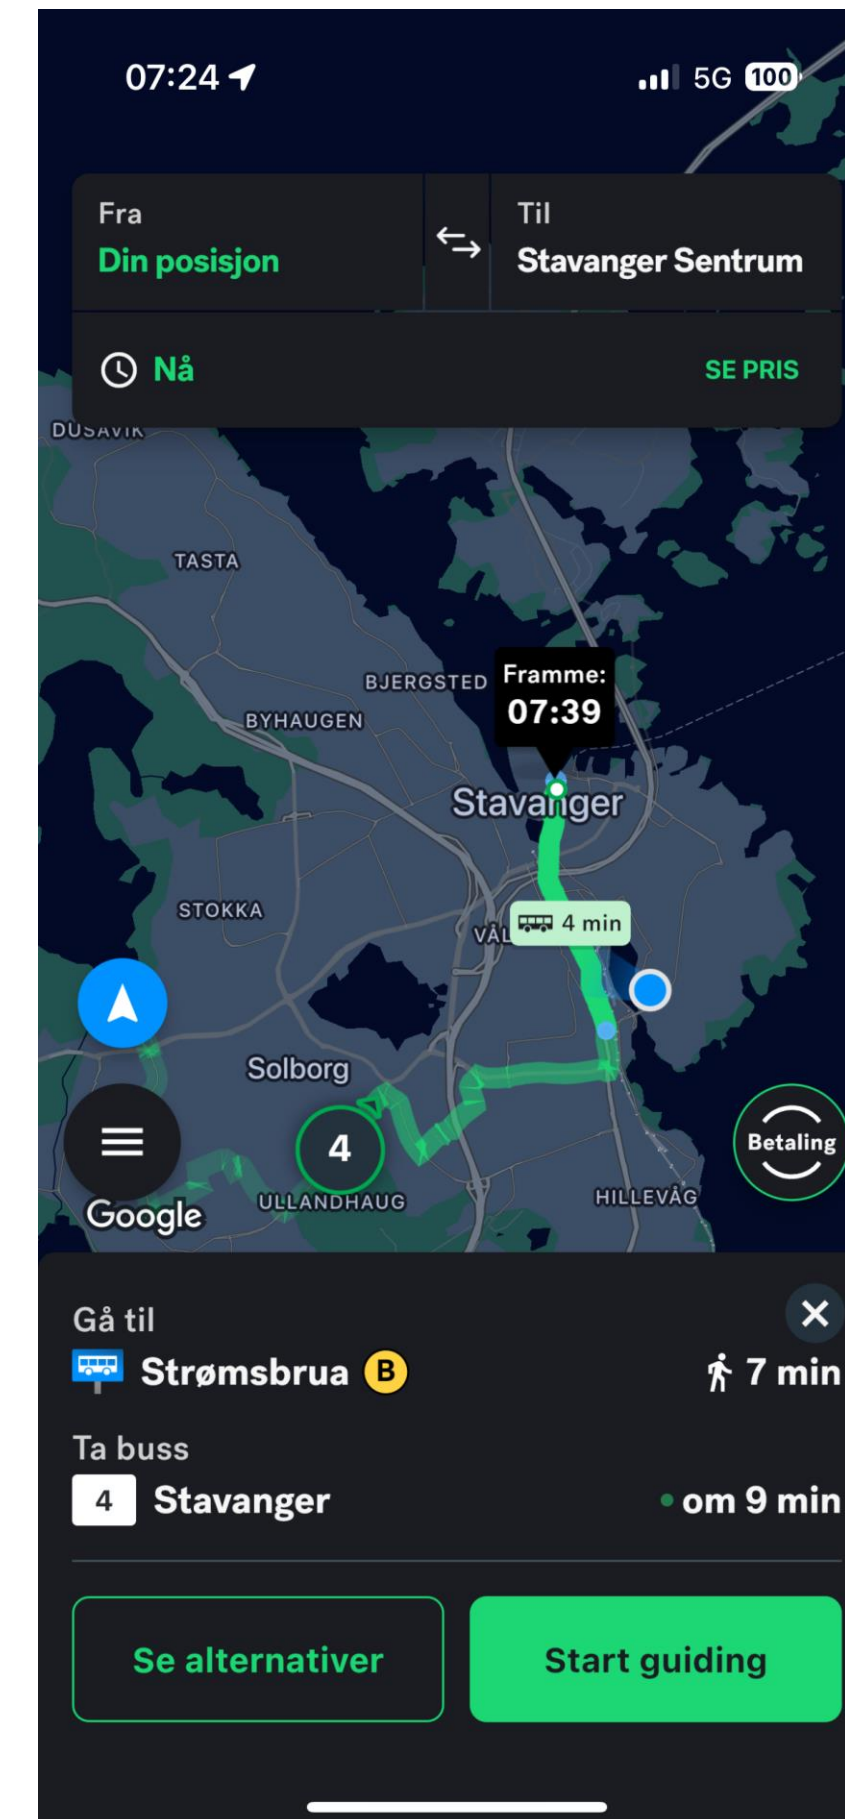 07:24
5G 100
Fra
Din posisjon
Til
Stavanger Sentrum
Nå
SE PRIS
DUSAVIK
TASTA
BJERGSTED
Framme:
07:39
BYHAUGEN
Stavanger
STOKKA
VÅL
4 min
Solborg
4
Betaling
ULLANDHAUG
HILLEVÅG
Google
Gå til
Strømsbrua B
7 min
Ta buss
4 Stavanger
om 9 min
Se alternativer
Start guiding